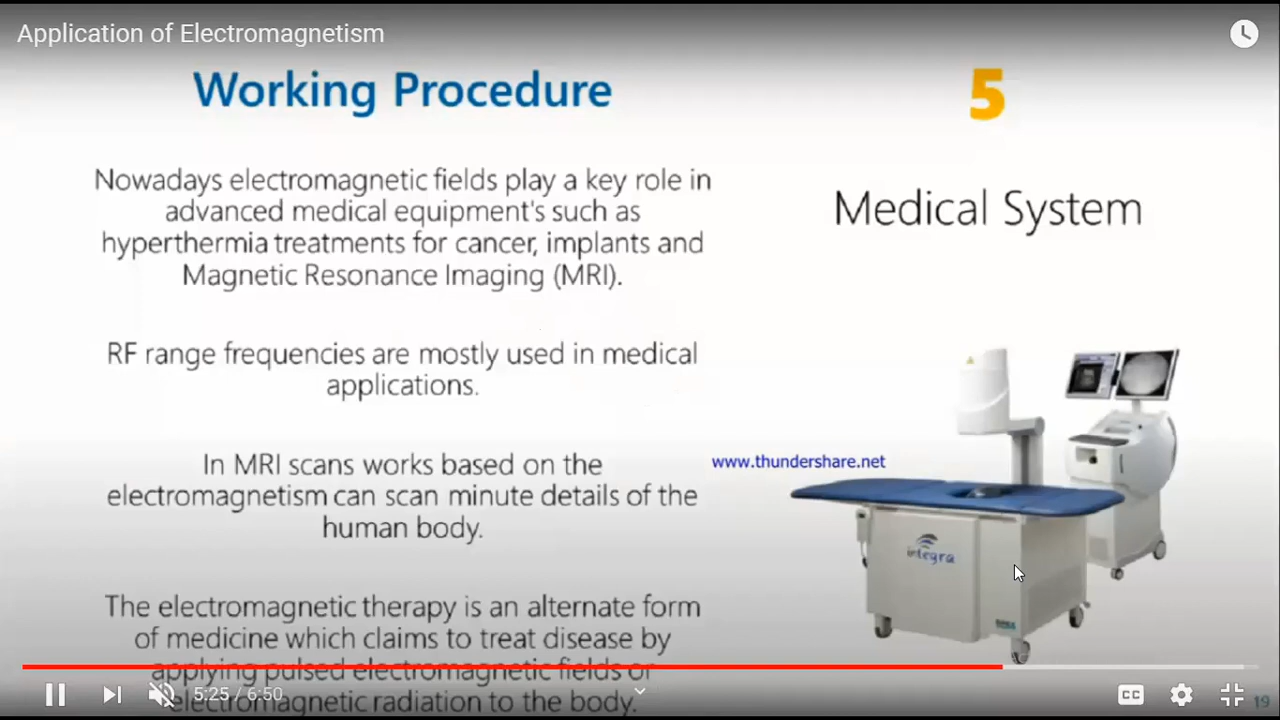 Application of Electromagnetism
Working Procedure
Nowadays electromagnetic fields play a key role in
advanced medical equipment's such as
hyperthermia treatments for cancer, implants and
Magnetic Resonance Imaging (MRI).
RF range frequencies are mostly used in medical
applications.
In MRI scans works based on the
electromagnetism can scan minute details of the
human body.
The electromagnetic therapy is an alternate form
of medicine which claims to treat disease by
applying pulsed electromagnetic fields or
electromagnetic radiation to the body.
5
Medical System
www.thundershare.net
integra
5:25 / 6:50
CC
19